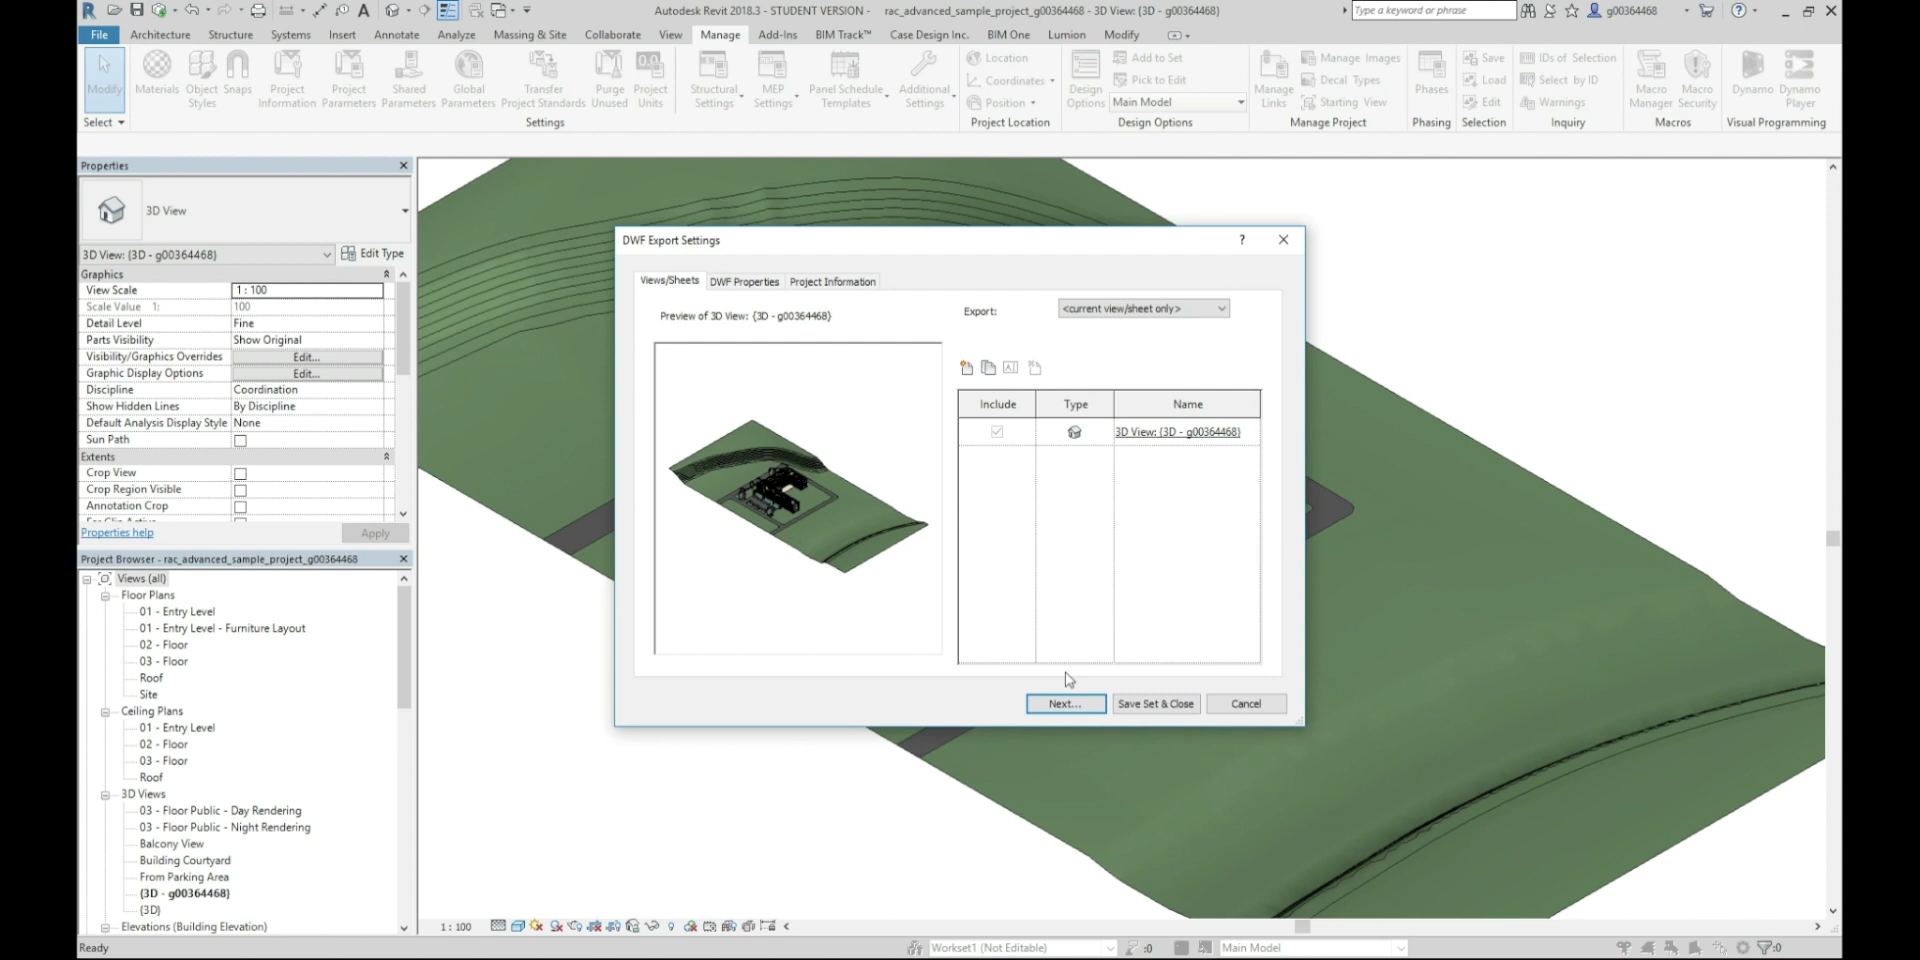 Autodesk Revit 2018.3 - STUDENT VERSION - rac_advanced_sample_project_g00364468 - 3D View: {3D - g00364468}
Type a keyword or phrase
g00364468
File Architecture Structure Systems Insert Annotate Analyze Massing & Site Collaborate View Manage Add-Ins BIM Track™ Case Design Inc. BIM One Lumion Modify
Modify
Materials
Object Styles
Snaps
Project Information
Project Parameters
Shared Parameters
Global Parameters
Transfer Project Standards
Purge Unused
Project Units
Structural Settings
MEP Settings
Panel Schedule Templates
Additional Settings
Location
Coordinates
Position
Design Options
Add to Set
Pick to Edit
Main Model
Manage Links
Manage Images
Decal Types
Starting View
Phases
Save
Load
Edit
IDs of Selection
Select by ID
Warnings
Macro Manager
Macro Security
Dynamo
Dynamo Player
Select
Settings
Project Location
Design Options
Manage Project
Phasing
Selection
Inquiry
Macros
Visual Programming
Properties
3D View
3D View: {3D - g00364468}
Edit Type
Graphics
View Scale 1 : 100
Scale Value 1: 100
Detail Level Fine
Parts Visibility Show Original
Visibility/Graphics Overrides Edit...
Graphic Display Options Edit...
Discipline Coordination
Show Hidden Lines By Discipline
Default Analysis Display Style None
Sun Path
Extents
Crop View
Crop Region Visible
Annotation Crop
Properties help
Apply
Project Browser - rac_advanced_sample_project_g00364468
Views (all)
Floor Plans
01 - Entry Level
01 - Entry Level - Furniture Layout
02 - Floor
03 - Floor
Roof
Site
Ceiling Plans
01 - Entry Level
02 - Floor
03 - Floor
Roof
3D Views
03 - Floor Public - Day Rendering
03 - Floor Public - Night Rendering
Balcony View
Building Courtyard
From Parking Area
{3D - g00364468}
{3D}
Elevations (Building Elevation)
DWF Export Settings
Views/Sheets DWF Properties Project Information
Preview of 3D View: {3D - g00364468}
Export: <current view/sheet only>
Include Type Name
3D View: {3D - g00364468}
Next...
Save Set & Close
Cancel
1 : 100
Ready
Workset1 (Not Editable)
:0
Main Model
:0